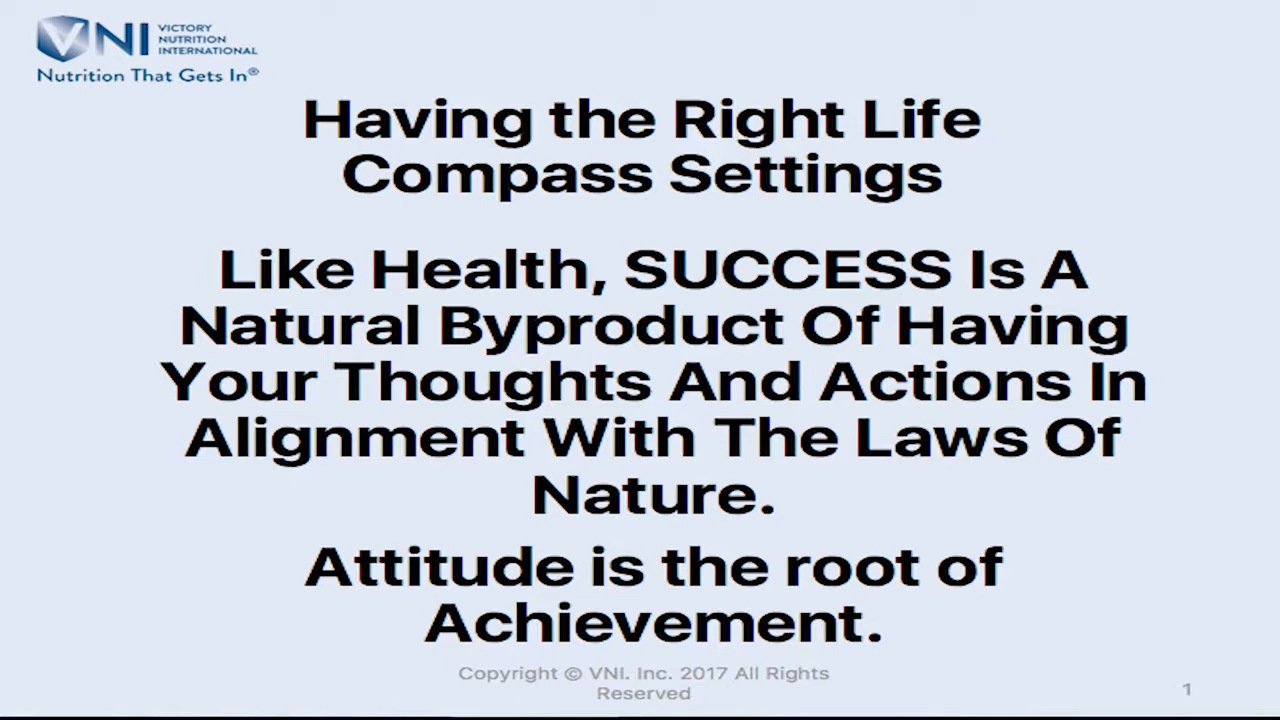 VNI VICTORY
NUTRITION
INTERNATIONAL
Nutrition That Gets In®
Having the Right Life
Compass Settings
Like Health, SUCCESS Is A
Natural Byproduct Of Having
Your Thoughts And Actions In
Alignment With The Laws Of
Nature.
Attitude is the root of
Achievement.
Copyright © VNI. Inc. 2017 All Rights
Reserved
1